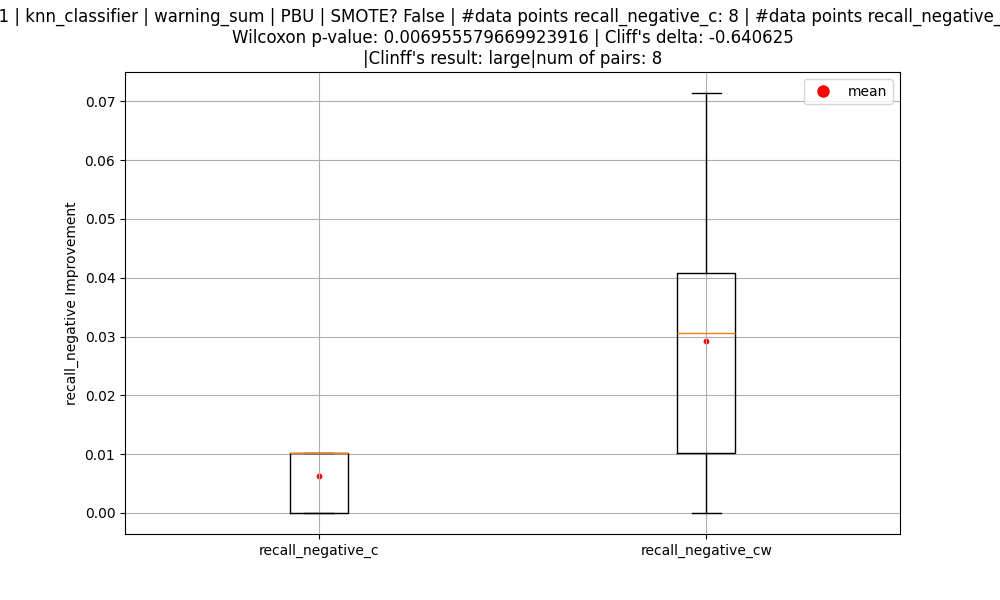 1 | knn_classifier | warning_sum | PBU | SMOTE? False | #data points recall_negative_c: 8 | #data points recall_negative_
Wilcoxon p-value: 0.006955579669923916 | Cliff's delta: -0.640625
|Clinff's result: large|num of pairs: 8
mean
0.07
0.06
0.05
0.04
0.03
0.02
0.01
0.00
recall_negative Improvement
recall_negative_c
recall_negative_cw